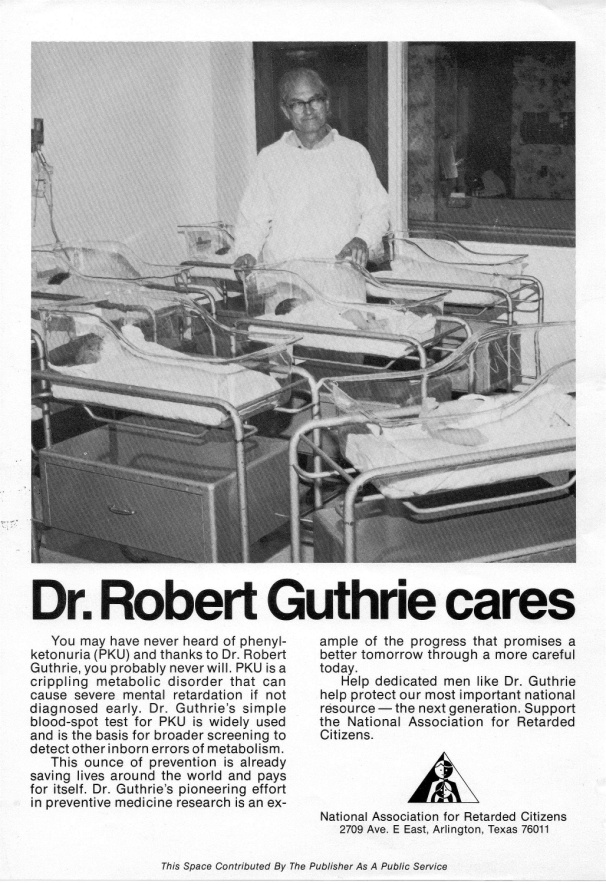 Dr. Robert Guthrie cares
You may have never heard of phenyl-
ketonuria (PKU) and thanks to Dr. Robert
Guthrie, you probably never will. PKU is a
crippling metabolic disorder that can
cause severe mental retardation if not
diagnosed early. Dr. Guthrie's simple
blood-spot test for PKU is widely used
and is the basis for broader screening to
detect other inborn errors of metabolism.
This ounce of prevention is already
saving lives around the world and pays
for itself. Dr. Guthrie's pioneering effort
in preventive medicine research is an ex-
ample of the progress that promises a
better tomorrow through a more careful
today.
Help dedicated men like Dr. Guthrie
help protect our most important national
resource — the next generation. Support
the National Association for Retarded
Citizens.
National Association for Retarded Citizens
2709 Ave. E East, Arlington, Texas 76011
This Space Contributed By The Publisher As A Public Service